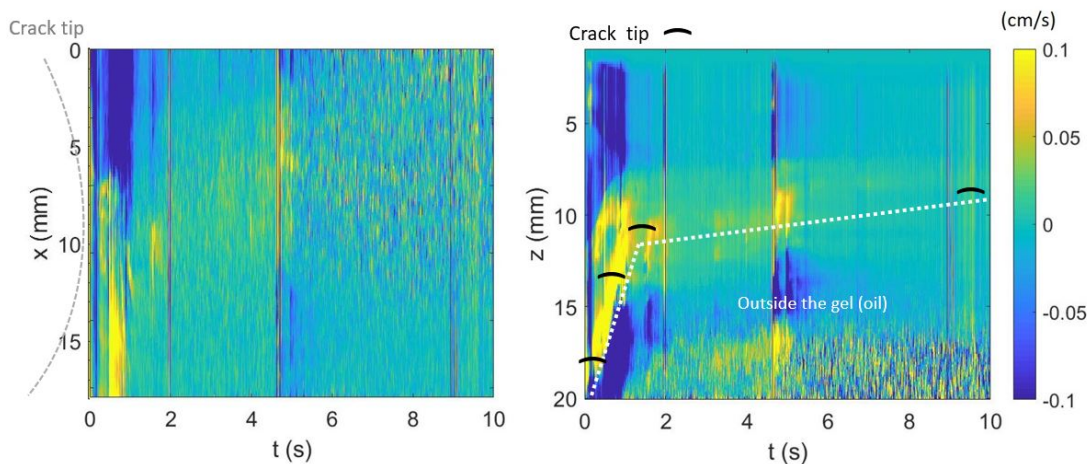 Crack tip
0
5
10
15
x (mm)
0 2 4 6 8 10
t (s)
Crack tip
5
10
15
20
z (mm)
Outside the gel (oil)
0 2 4 6 8 10
t (s)
(cm/s)
0.1
0.05
0
-0.05
-0.1